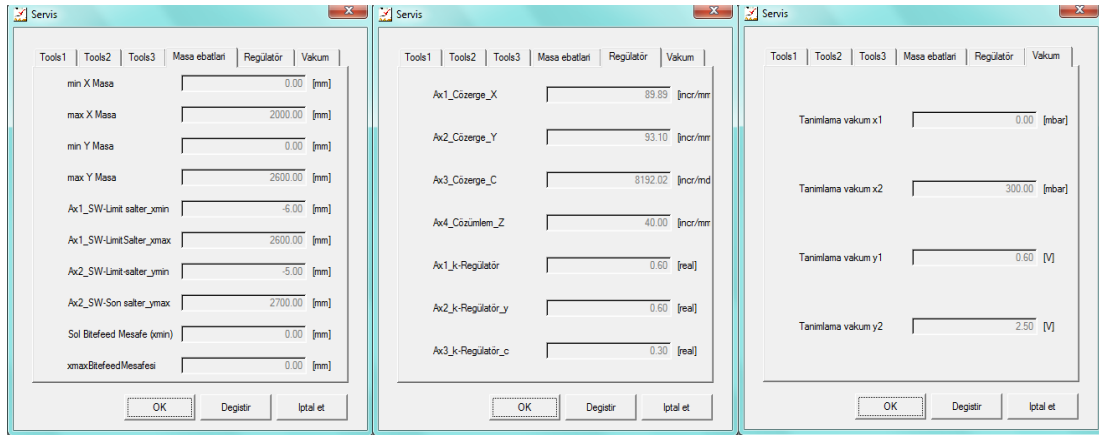 Servis
Tools1 Tools2 Tools3 Masa ebatlari Regülatör Vakum
min X Masa 0.00 [mm]
max X Masa 2000.00 [mm]
min Y Masa 0.00 [mm]
max Y Masa 2600.00 [mm]
Ax1_SW-Limit salter_xmin -6.00 [mm]
Ax1_SW-LimitSalter_xmax 2600.00 [mm]
Ax2_SW-Limit-salter_ymin -5.00 [mm]
Ax2_SW-Son salter_ymax 2700.00 [mm]
Sol Bitefeed Mesafe (xmin) 0.00 [mm]
xmaxBitefeedMesafesi 0.00 [mm]
OK Degistir Iptal et
Servis
Tools1 Tools2 Tools3 Masa ebatlari Regülatör Vakum
Ax1_Cözerge_X 89.89 [incr/mm
Ax2_Cözerge_Y 93.10 [incr/mm
Ax3_Cözerge_C 8192.02 [incr/rnd
Ax4_Cözümlem_Z 40.00 [incr/mm
Ax1_k-Regülatör 0.60 [real]
Ax2_k-Regülatör_y 0.60 [real]
Ax3_k-Regülatör_c 0.30 [real]
OK Degistir Iptal et
Servis
Tools1 Tools2 Tools3 Masa ebatlari Regülatör Vakum
Tanimlama vakum x1 0.00 [mbar]
Tanimlama vakum x2 300.00 [mbar]
Tanimlama vakum y1 0.60 [V]
Tanimlama vakum y2 2.50 [V]
OK Degistir Iptal et